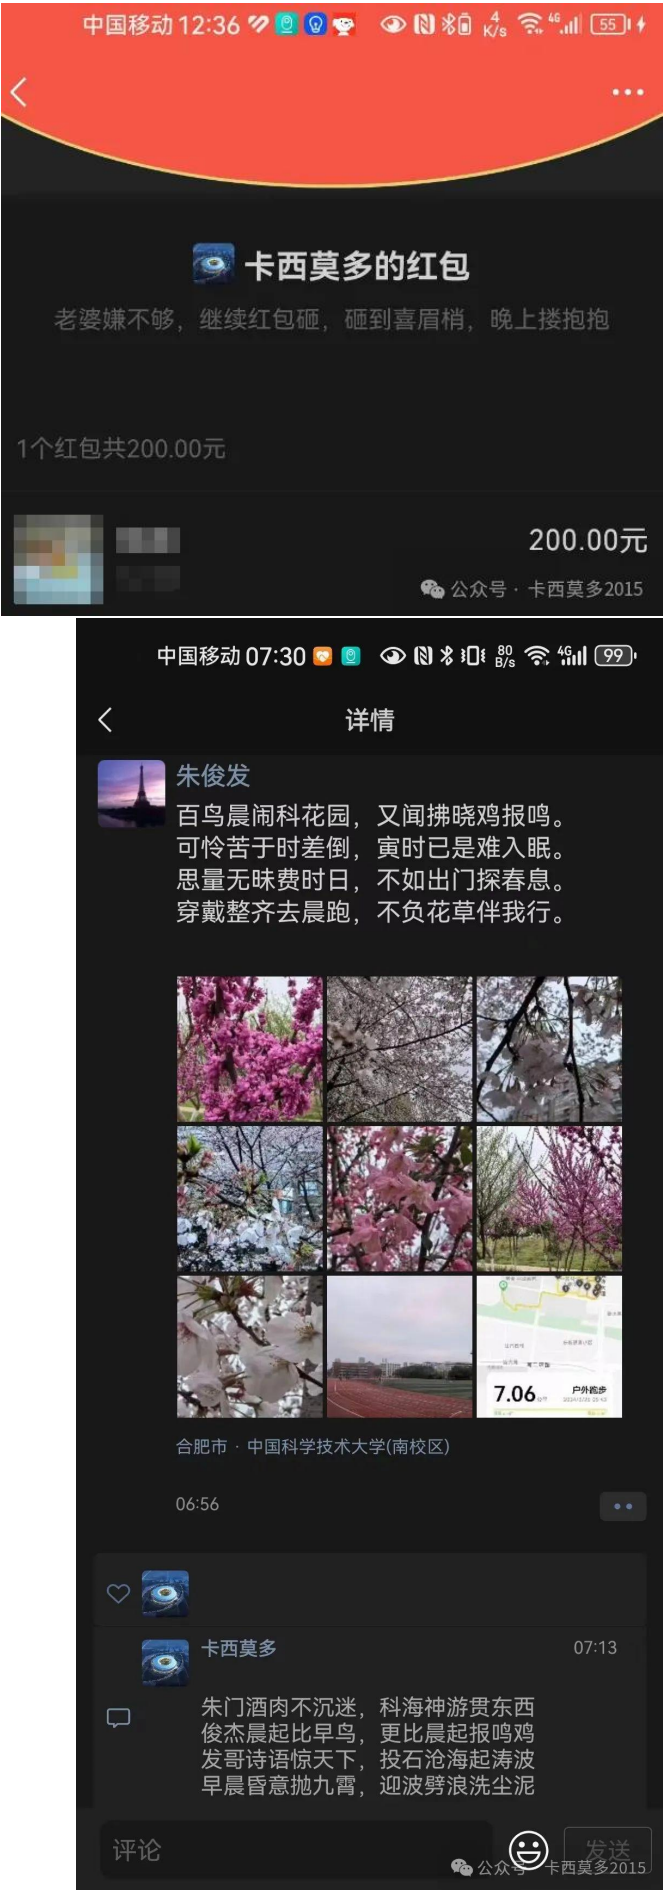 中国移动 12:36 4 K/s 4G 55
卡西莫多的红包
老婆嫌不够，继续红包砸，砸到喜眉梢，晚上搂抱抱
1个红包共200.00元
200.00元
公众号 · 卡西莫多2015
中国移动 07:30 80 B/s 4G 99
详情
朱俊发
百鸟晨闹科花园，又闻拂晓鸡报鸣。
可怜苦于时差倒，寅时已是难入眠。
思量无昧费时日，不如出门探春息。
穿戴整齐去晨跑，不负花草伴我行。
7.06公里 户外跑步
合肥市 · 中国科学技术大学(南校区)
06:56
卡西莫多 07:13
朱门酒肉不沉迷，科海神游贯东西
俊杰晨起比早鸟，更比晨起报鸣鸡
发哥诗语惊天下，投石沧海起涛波
早晨昏意抛九霄，迎波劈浪洗尘泥
评论 发送
公众号 · 卡西莫多2015